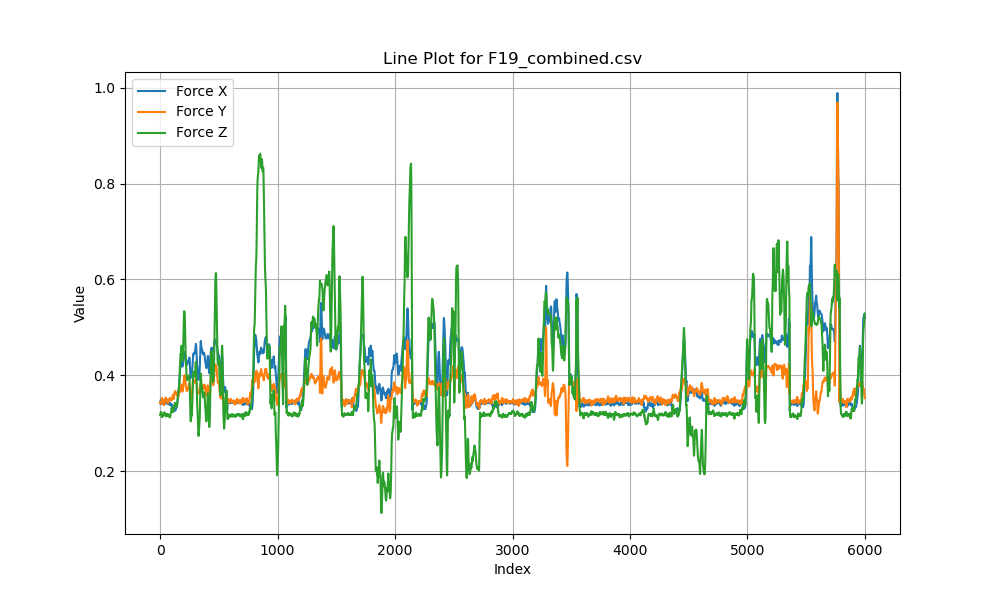 Line Plot for F19_combined.csv
Force X
Force Y
Force Z
1.0
0.8
0.6
0.4
0.2
Value
0 1000 2000 3000 4000 5000 6000
Index